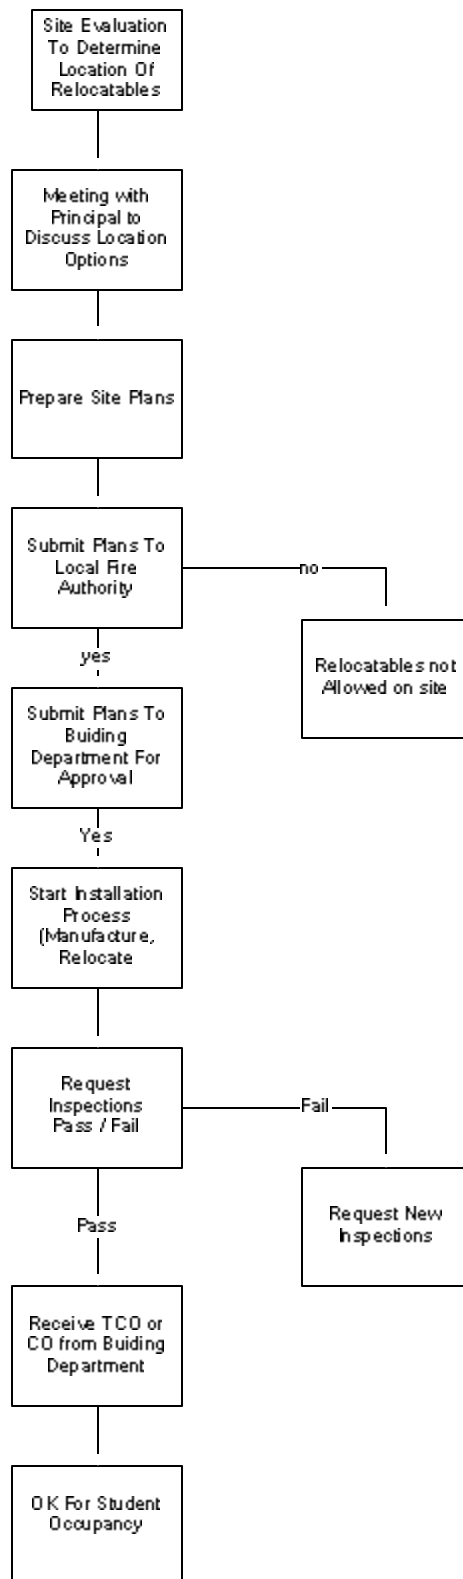 Site Evaluation
To Determine
Location Of
Relocatables
Meeting with
Principal to
Discuss Location
Options
Prepare Site Plans
Submit Plans To
Local Fire
Authority
no
Relocatables not
Allowed on site
yes
Submit Plans To
Buiding
Department For
Approval
Yes
Start Installation
Process
(Manufacture,
Relocate
Request
Inspections
Pass / Fail
Fail
Request New
Inspections
Pass
Receive TCO or
CO from Buiding
Department
OK For Student
Occupancy